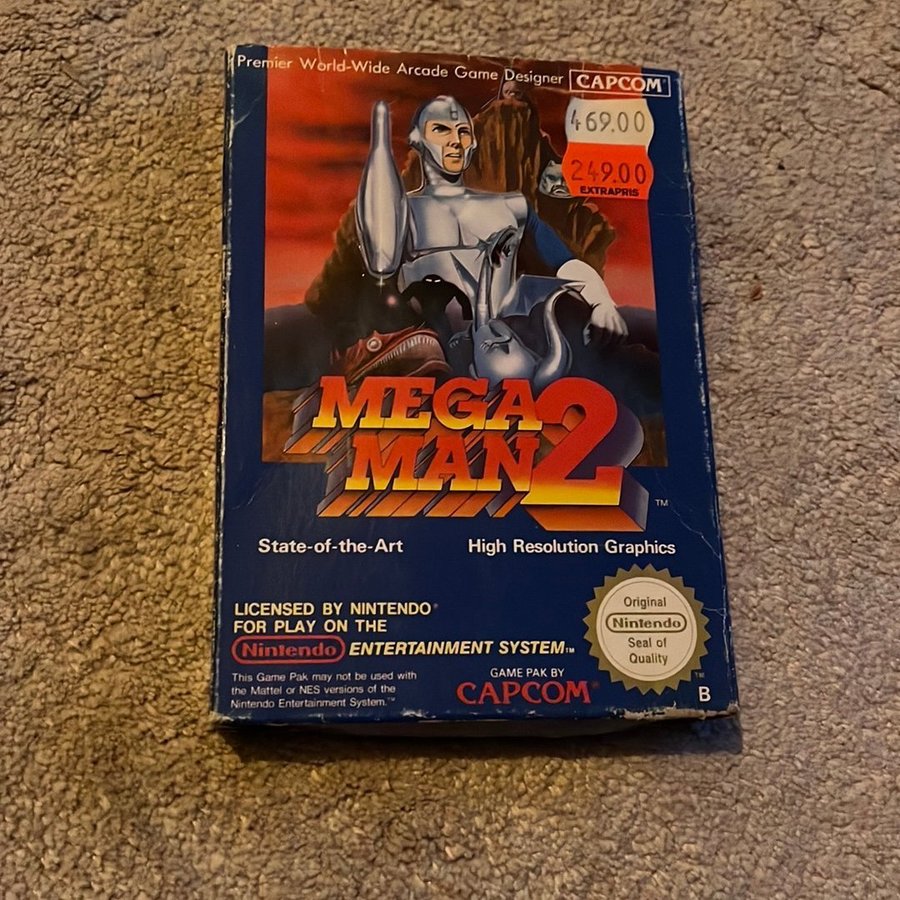 Premier World-Wide Arcade Game Designer CAPCOM®
469.00
249.00
EXTRAPRIS
MEGA
MAN 2
TM
State-of-the-Art High Resolution Graphics
LICENSED BY NINTENDO®
FOR PLAY ON THE
Nintendo ENTERTAINMENT SYSTEM™
This Game Pak may not be used with
the Mattel or NES versions of the
Nintendo Entertainment System.™
GAME PAK BY
CAPCOM®
Original
Nintendo
Seal of
Quality
TM
B